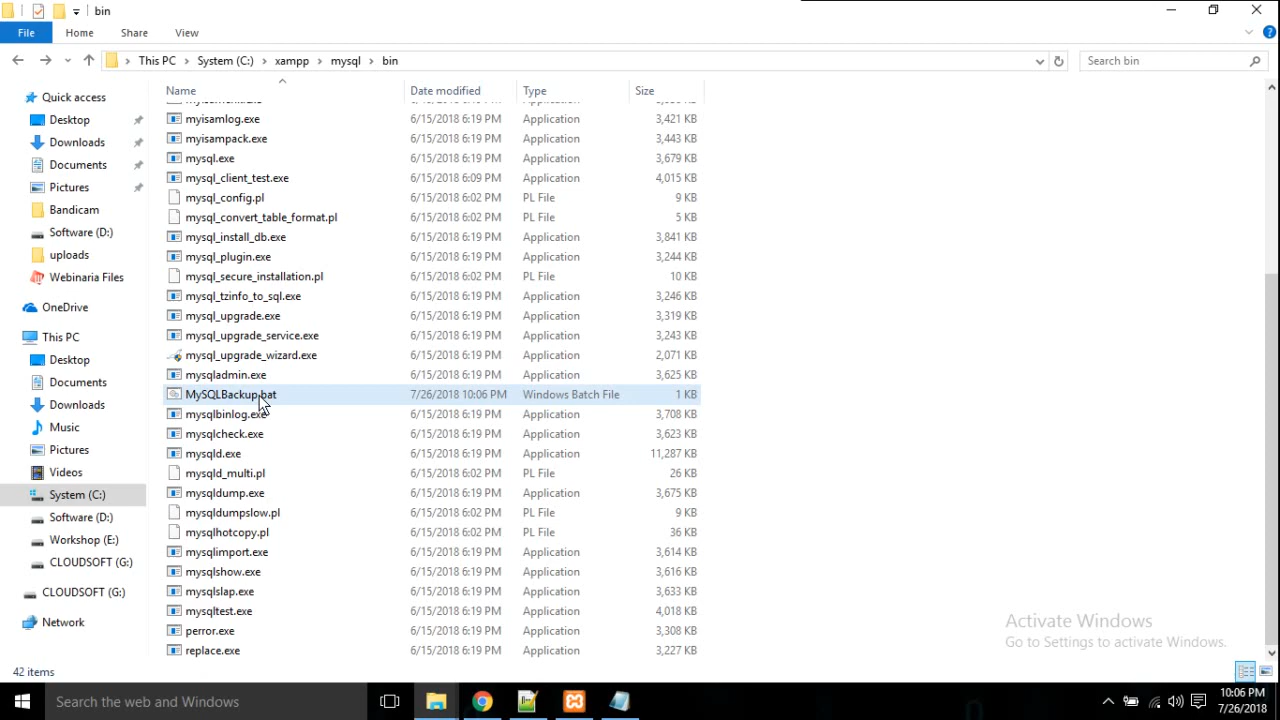 bin
File Home Share View
This PC System (C:) xampp mysql bin Search bin
Name Date modified Type Size
myisamlog.exe 6/15/2018 6:19 PM Application 3,421 KB
myisampack.exe 6/15/2018 6:19 PM Application 3,443 KB
mysql.exe 6/15/2018 6:19 PM Application 3,679 KB
mysql_client_test.exe 6/15/2018 6:09 PM Application 4,015 KB
mysql_config.pl 6/15/2018 6:02 PM PL File 9 KB
mysql_convert_table_format.pl 6/15/2018 6:02 PM PL File 5 KB
mysql_install_db.exe 6/15/2018 6:19 PM Application 3,841 KB
mysql_plugin.exe 6/15/2018 6:19 PM Application 3,244 KB
mysql_secure_installation.pl 6/15/2018 6:02 PM PL File 10 KB
mysql_tzinfo_to_sql.exe 6/15/2018 6:19 PM Application 3,246 KB
mysql_upgrade.exe 6/15/2018 6:19 PM Application 3,319 KB
mysql_upgrade_service.exe 6/15/2018 6:19 PM Application 3,243 KB
mysql_upgrade_wizard.exe 6/15/2018 6:19 PM Application 2,071 KB
mysqladmin.exe 6/15/2018 6:19 PM Application 3,625 KB
MySQLBackup.bat 7/26/2018 10:06 PM Windows Batch File 1 KB
mysqlbinlog.exe 6/15/2018 6:19 PM Application 3,708 KB
mysqlcheck.exe 6/15/2018 6:19 PM Application 3,623 KB
mysqld.exe 6/15/2018 6:19 PM Application 11,287 KB
mysqld_multi.pl 6/15/2018 6:02 PM PL File 26 KB
mysqldump.exe 6/15/2018 6:19 PM Application 3,675 KB
mysqldumpslow.pl 6/15/2018 6:02 PM PL File 9 KB
mysqlhotcopy.pl 6/15/2018 6:02 PM PL File 36 KB
mysqlimport.exe 6/15/2018 6:19 PM Application 3,614 KB
mysqlshow.exe 6/15/2018 6:19 PM Application 3,616 KB
mysqlslap.exe 6/15/2018 6:19 PM Application 3,633 KB
mysqltest.exe 6/15/2018 6:19 PM Application 4,018 KB
perror.exe 6/15/2018 6:19 PM Application 3,308 KB
replace.exe 6/15/2018 6:19 PM Application 3,227 KB
Quick access
Desktop
Downloads
Documents
Pictures
Bandicam
Software (D:)
uploads
Webinaria Files
OneDrive
This PC
Desktop
Documents
Downloads
Music
Pictures
Videos
System (C:)
Software (D:)
Workshop (E:)
CLOUDSOFT (G:)
CLOUDSOFT (G:)
Network
Activate Windows
Go to Settings to activate Windows.
42 items
Search the web and Windows
10:06 PM
7/26/2018